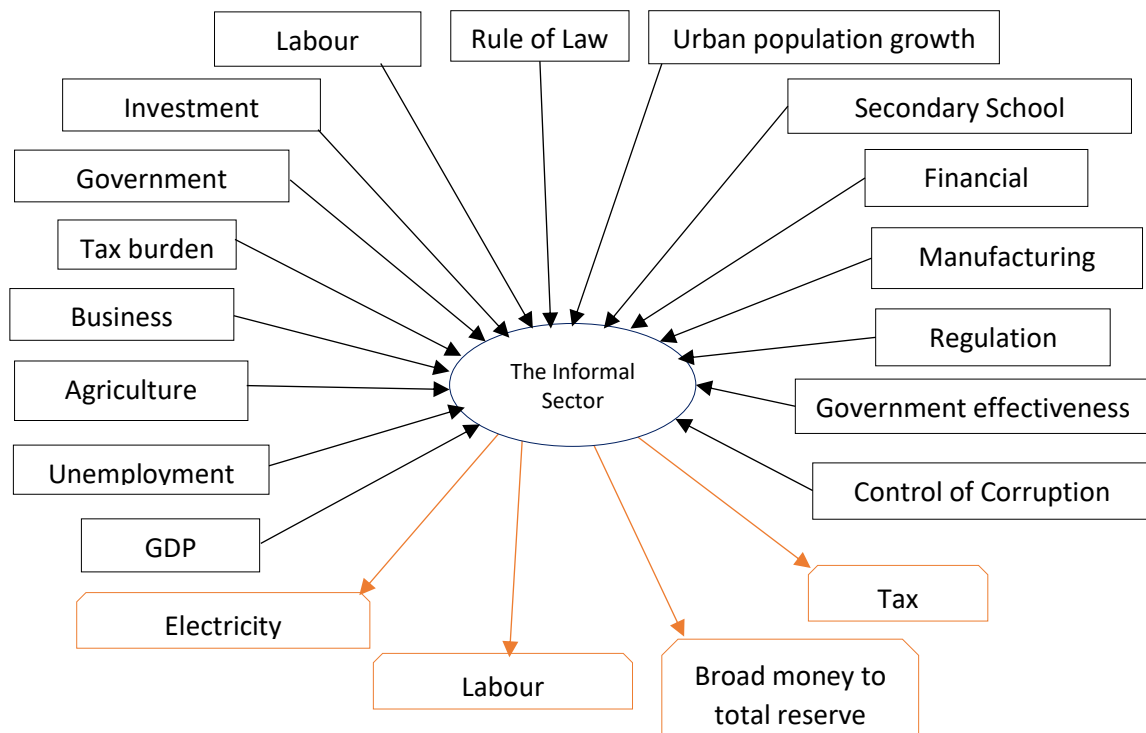 Labour
Rule of Law
Urban population growth
Investment
Secondary School
Government
Financial
Tax burden
Manufacturing
Business
Regulation
The Informal
Sector
Agriculture
Government effectiveness
Unemployment
Control of Corruption
GDP
Electricity
Tax
Labour
Broad money to
total reserve